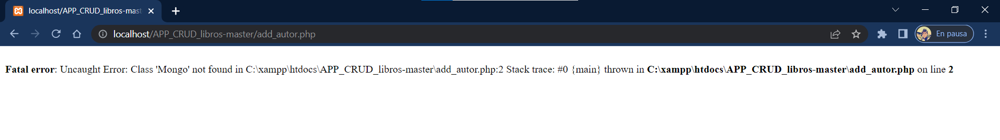 localhost/APP_CRUD_libros-mast
localhost/APP_CRUD_libros-master/add_autor.php
En pausa
Fatal error: Uncaught Error: Class 'Mongo' not found in C:\xampp\htdocs\APP_CRUD_libros-master\add_autor.php:2 Stack trace: #0 {main} thrown in C:\xampp\htdocs\APP_CRUD_libros-master\add_autor.php on line 2